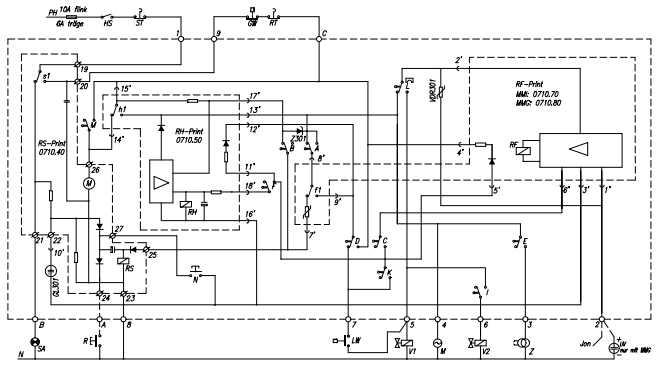 PH 10A flink HS ST GW RT
6A träge
1 9 C
19
s1 20 15' 17' L 2' VDR301 RF-Print
MMI: 0710.70
MMG: 0710.80
h1 13'
M RH-Print 12' Z301 A
RS-Print 0710.50 B RF
0710.40 14' 4'
8'
26 11' F
M 18' f1 5' 6' 3' 1'
RH 9'
16' 7'
27
21 22 25 D C E
10' RS N K
GL301 I
24 23
B A 8 7 5 4 6 3 2
SA R LW V1 M V2 Z Jon UV
nur mit MMG
N